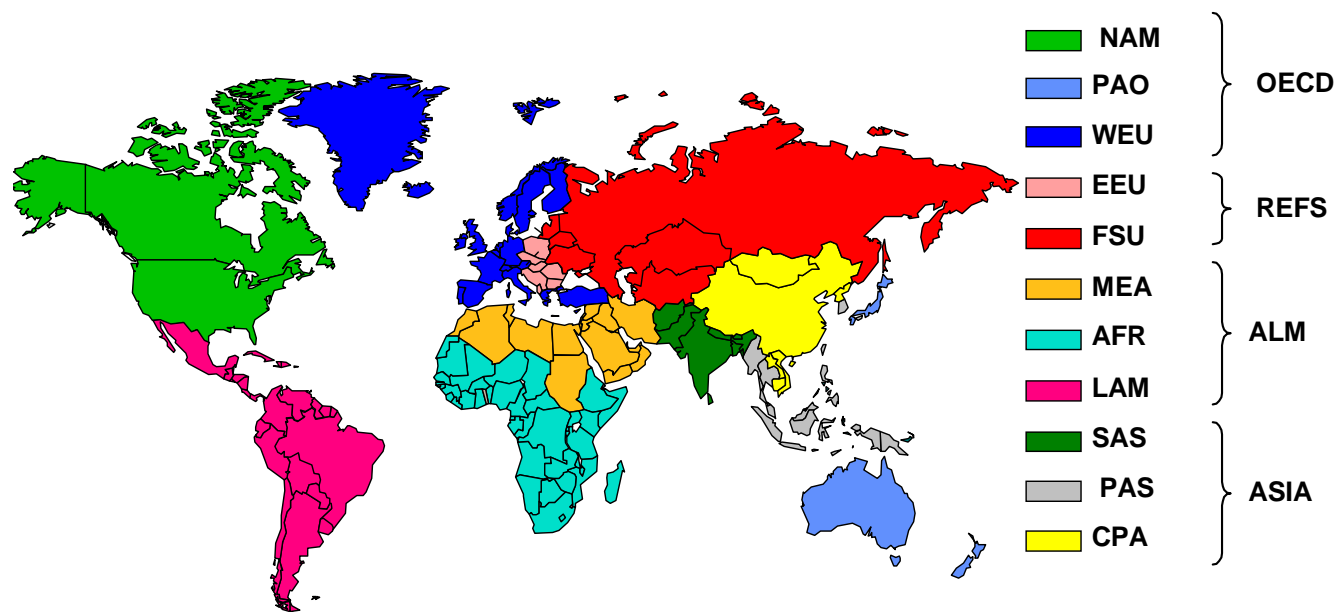 NAM
PAO
WEU
OECD
EEU
FSU
REFS
MEA
AFR
LAM
ALM
SAS
PAS
CPA
ASIA